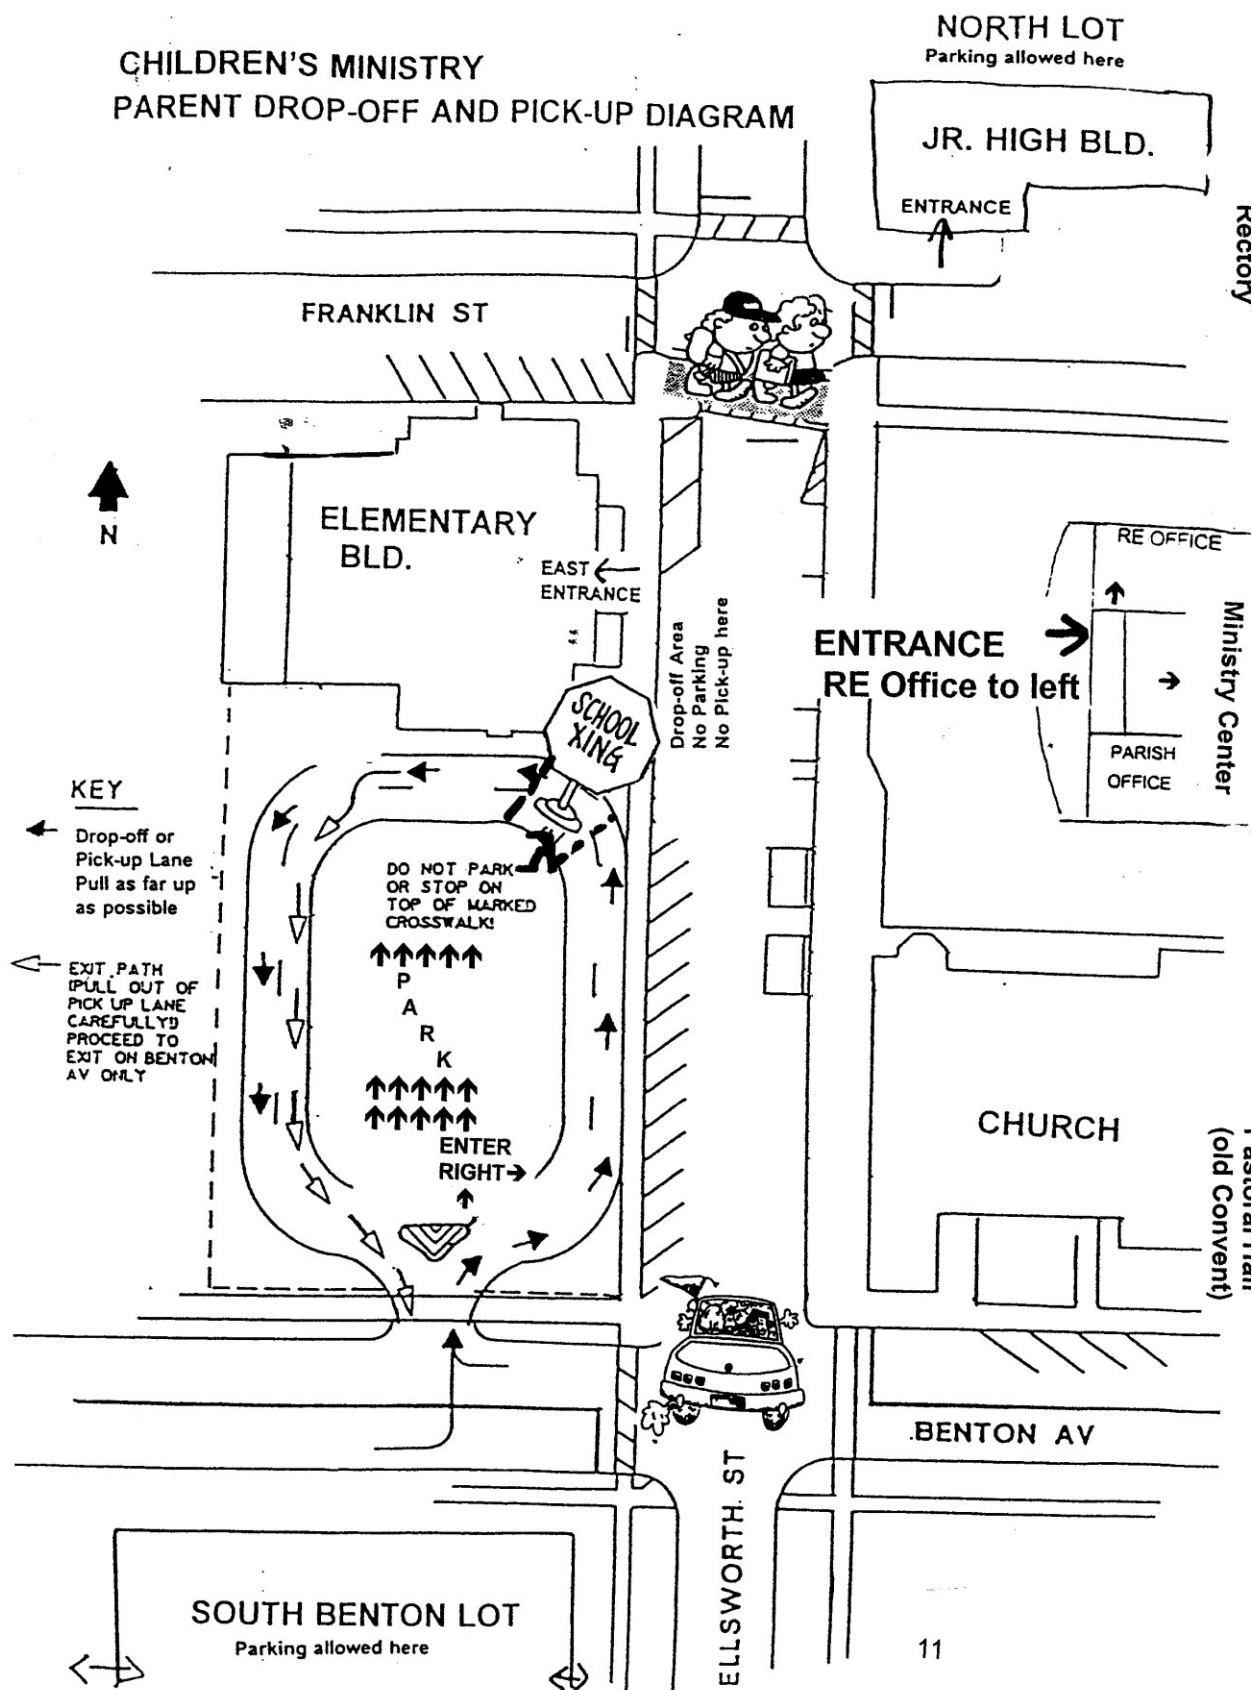 NORTH LOT
Parking allowed here
CHILDREN'S MINISTRY
PARENT DROP-OFF AND PICK-UP DIAGRAM
JR. HIGH BLD.
ENTRANCE
Rectory
FRANKLIN ST
N
ELEMENTARY
BLD.
EAST
ENTRANCE
RE OFFICE
Drop-off Area
No Parking
No Pick-up here
ENTRANCE
RE Office to left
Ministry Center
PARISH
OFFICE
SCHOOL
XING
KEY
Drop-off or
Pick-up Lane
Pull as far up
as possible
DO NOT PARK
OR STOP ON
TOP OF MARKED
CROSSWALK!
EXIT PATH
(PULL OUT OF
PICK UP LANE
CAREFULLY)
PROCEED TO
EXIT ON BENTON
AV ONLY
P
A
R
K
ENTER
RIGHT
CHURCH
Pastoral Hall
(old Convent)
BENTON AV
ELLSWORTH. ST
SOUTH BENTON LOT
Parking allowed here
11